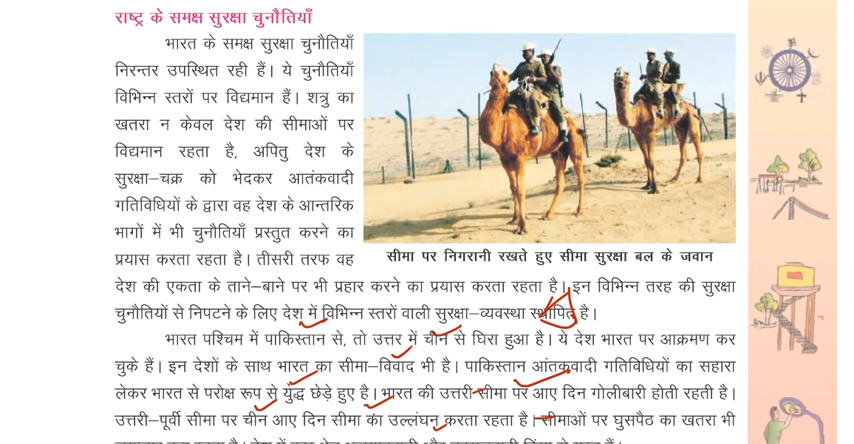 राष्ट्र के समक्ष सुरक्षा चुनौतियाँ
भारत के समक्ष सुरक्षा चुनौतियाँ
निरन्तर उपस्थित रही हैं। ये चुनौतियाँ
विभिन्न स्तरों पर विद्यमान हैं। शत्रु का
खतरा न केवल देश की सीमाओं पर
विद्यमान रहता है, अपितु देश के
सुरक्षा–चक्र को भेदकर आतंकवादी
गतिविधियों के द्वारा वह देश के आन्तरिक
भागों में भी चुनौतियाँ प्रस्तुत करने का
प्रयास करता रहता है। तीसरी तरफ वह
सीमा पर निगरानी रखते हुए सीमा सुरक्षा बल के जवान
देश की एकता के ताने–बाने पर भी प्रहार करने का प्रयास करता रहता है। इन विभिन्न तरह की सुरक्षा
चुनौतियों से निपटने के लिए देश में विभिन्न स्तरों वाली सुरक्षा–व्यवस्था स्थापित है।
भारत पश्चिम में पाकिस्तान से, तो उत्तर में चीन से घिरा हुआ है। ये देश भारत पर आक्रमण कर
चुके हैं। इन देशों के साथ भारत का सीमा–विवाद भी है। पाकिस्तान आंतकवादी गतिविधियों का सहारा
लेकर भारत से परोक्ष रूप से युद्ध छेड़े हुए है। भारत की उत्तरी सीमा पर आए दिन गोलीबारी होती रहती है।
उत्तरी–पूर्वी सीमा पर चीन आए दिन सीमा का उल्लंघन करता रहता है। सीमाओं पर घुसपैठ का खतरा भी